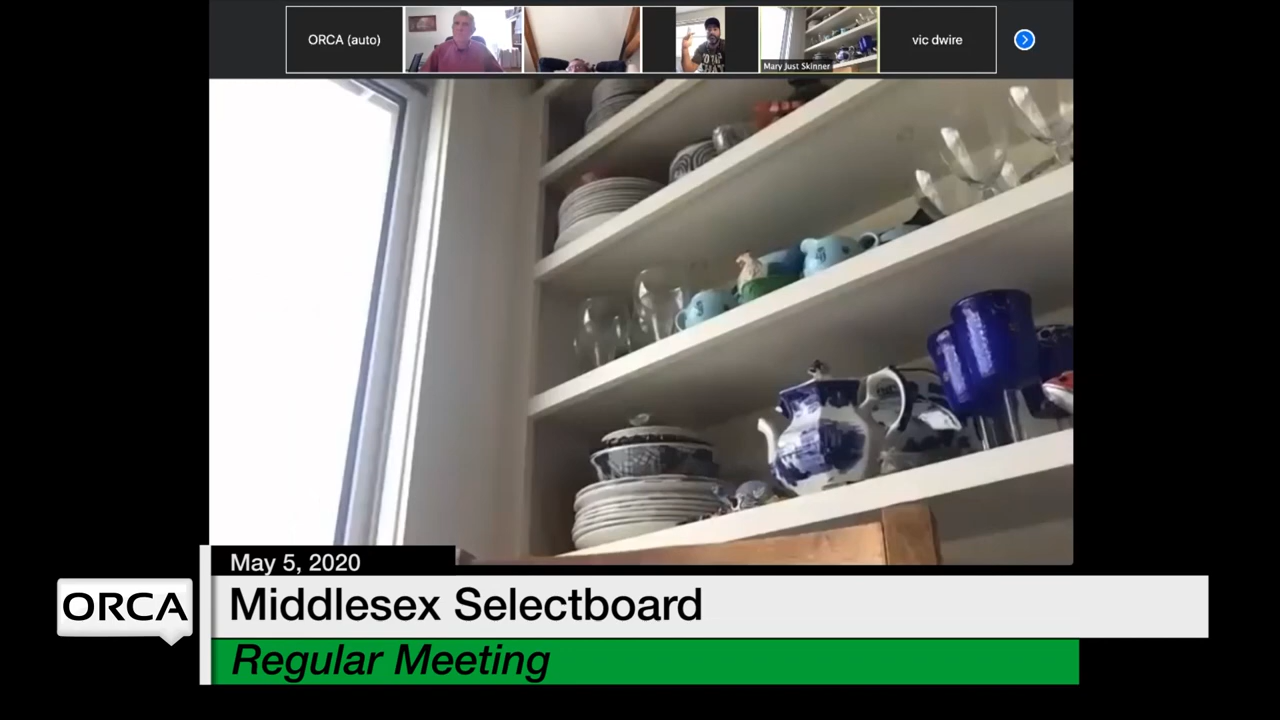 ORCA (auto)
Mary Just Skinner
vic dwire
May 5, 2020
ORCA
Middlesex Selectboard
Regular Meeting